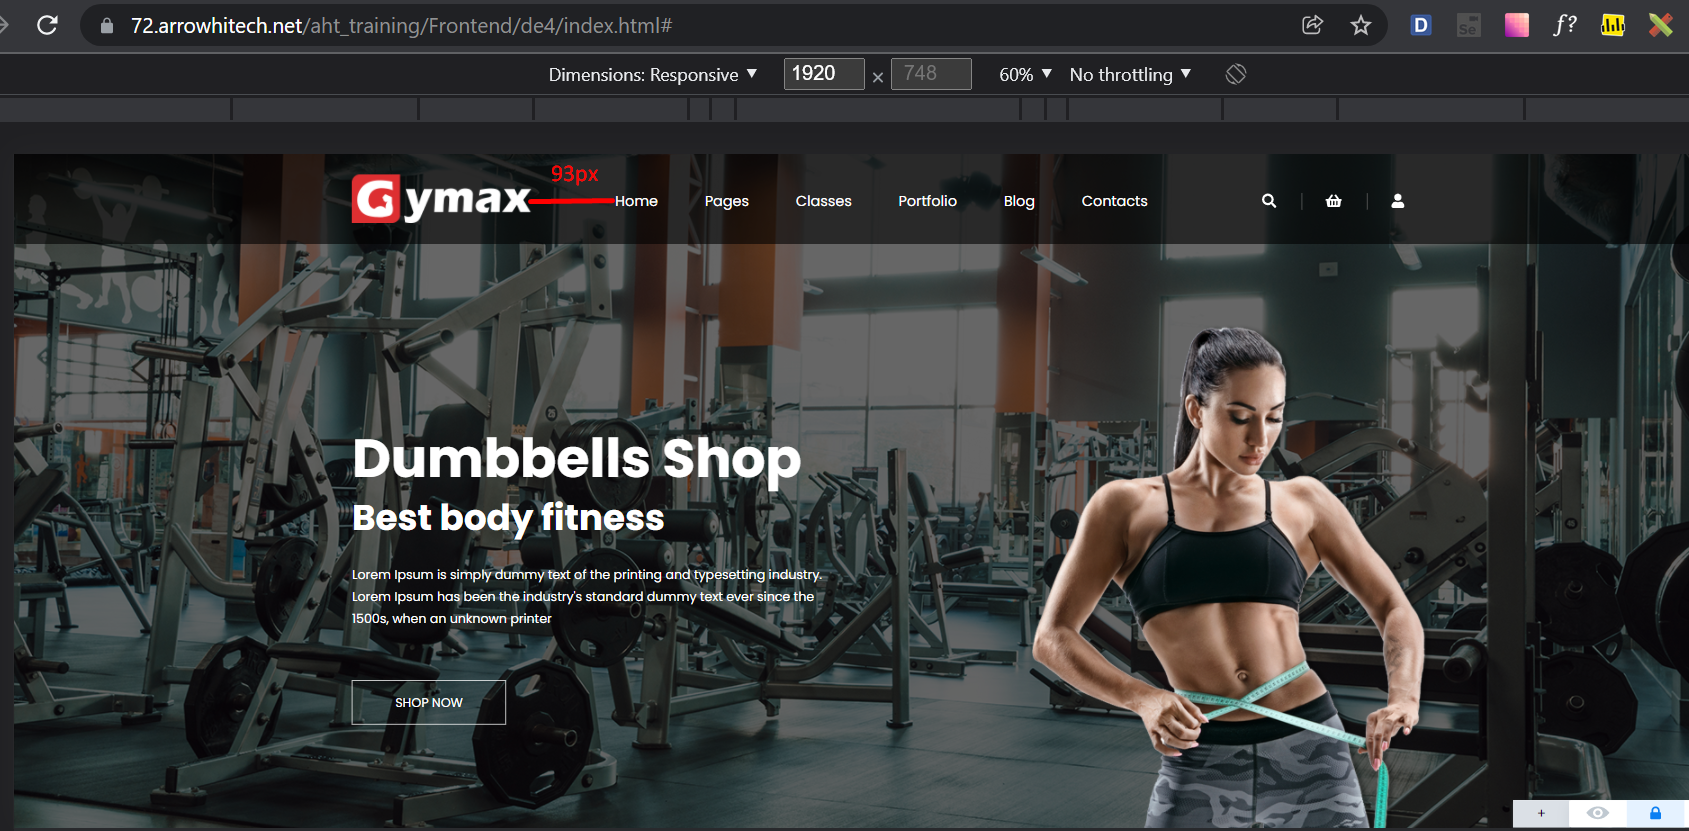 72.arrowhitech.net/aht_training/Frontend/de4/index.html#
D
Se
f?
Dimensions: Responsive ▼ 1920 × 748 60% ▼ No throttling ▼
93px
Gymax Home Pages Classes Portfolio Blog Contacts
Dumbbells Shop
Best body fitness
Lorem Ipsum is simply dummy text of the printing and typesetting industry.
Lorem Ipsum has been the industry's standard dummy text ever since the
1500s, when an unknown printer
SHOP NOW
+